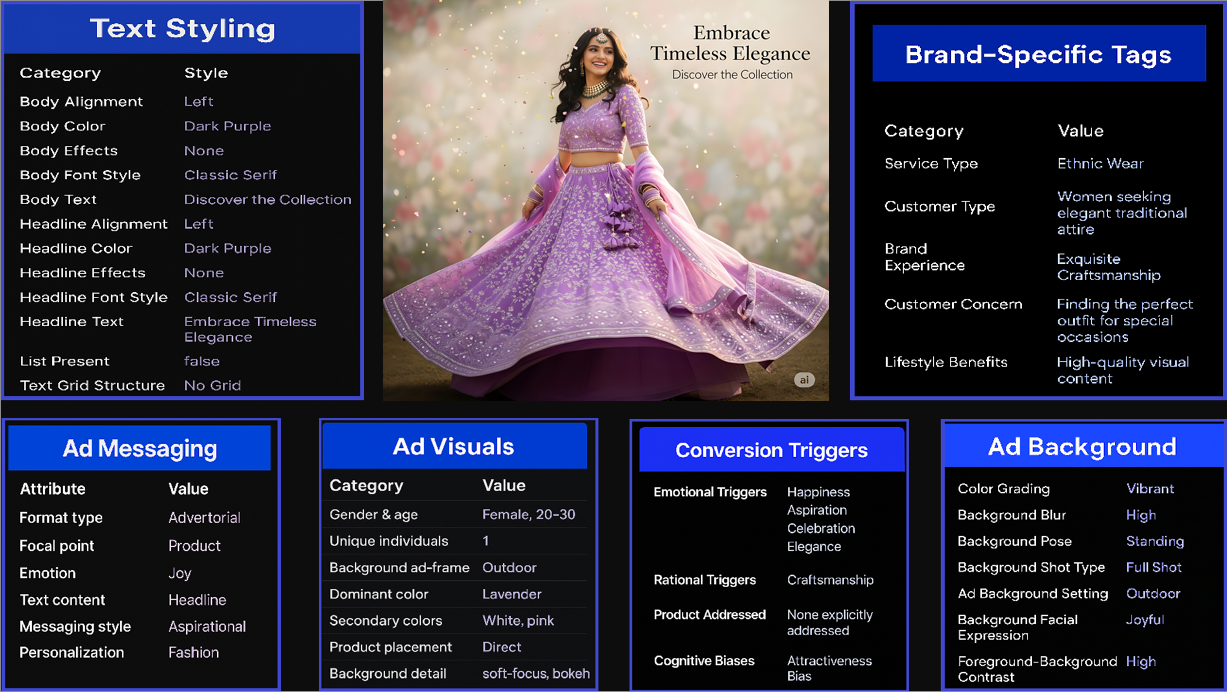 Text Styling
Category Style
Body Alignment Left
Body Color Dark Purple
Body Effects None
Body Font Style Classic Serif
Body Text Discover the Collection
Headline Alignment Left
Headline Color Dark Purple
Headline Effects None
Headline Font Style Classic Serif
Headline Text Embrace Timeless
Elegance
List Present false
Text Grid Structure No Grid
Embrace
Timeless Elegance
Discover the Collection
ai
Brand-Specific Tags
Category Value
Service Type Ethnic Wear
Customer Type Women seeking
elegant traditional
attire
Brand
Experience Exquisite
Craftsmanship
Customer Concern Finding the perfect
outfit for special
occasions
Lifestyle Benefits High-quality visual
content
Ad Messaging
Attribute Value
Format type Advertorial
Focal point Product
Emotion Joy
Text content Headline
Messaging style Aspirational
Personalization Fashion
Ad Visuals
Category Value
Gender & age Female, 20-30
Unique individuals 1
Background ad-frame Outdoor
Dominant color Lavender
Secondary colors White, pink
Product placement Direct
Background detail soft-focus, bokeh
Conversion Triggers
Emotional Triggers Happiness
Aspiration
Celebration
Elegance
Rational Triggers Craftsmanship
Product Addressed None explicitly
addressed
Cognitive Biases Attractiveness
Bias
Ad Background
Color Grading Vibrant
Background Blur High
Background Pose Standing
Background Shot Type Full Shot
Ad Background Setting Outdoor
Background Facial Joyful
Expression
Foreground-Background High
Contrast